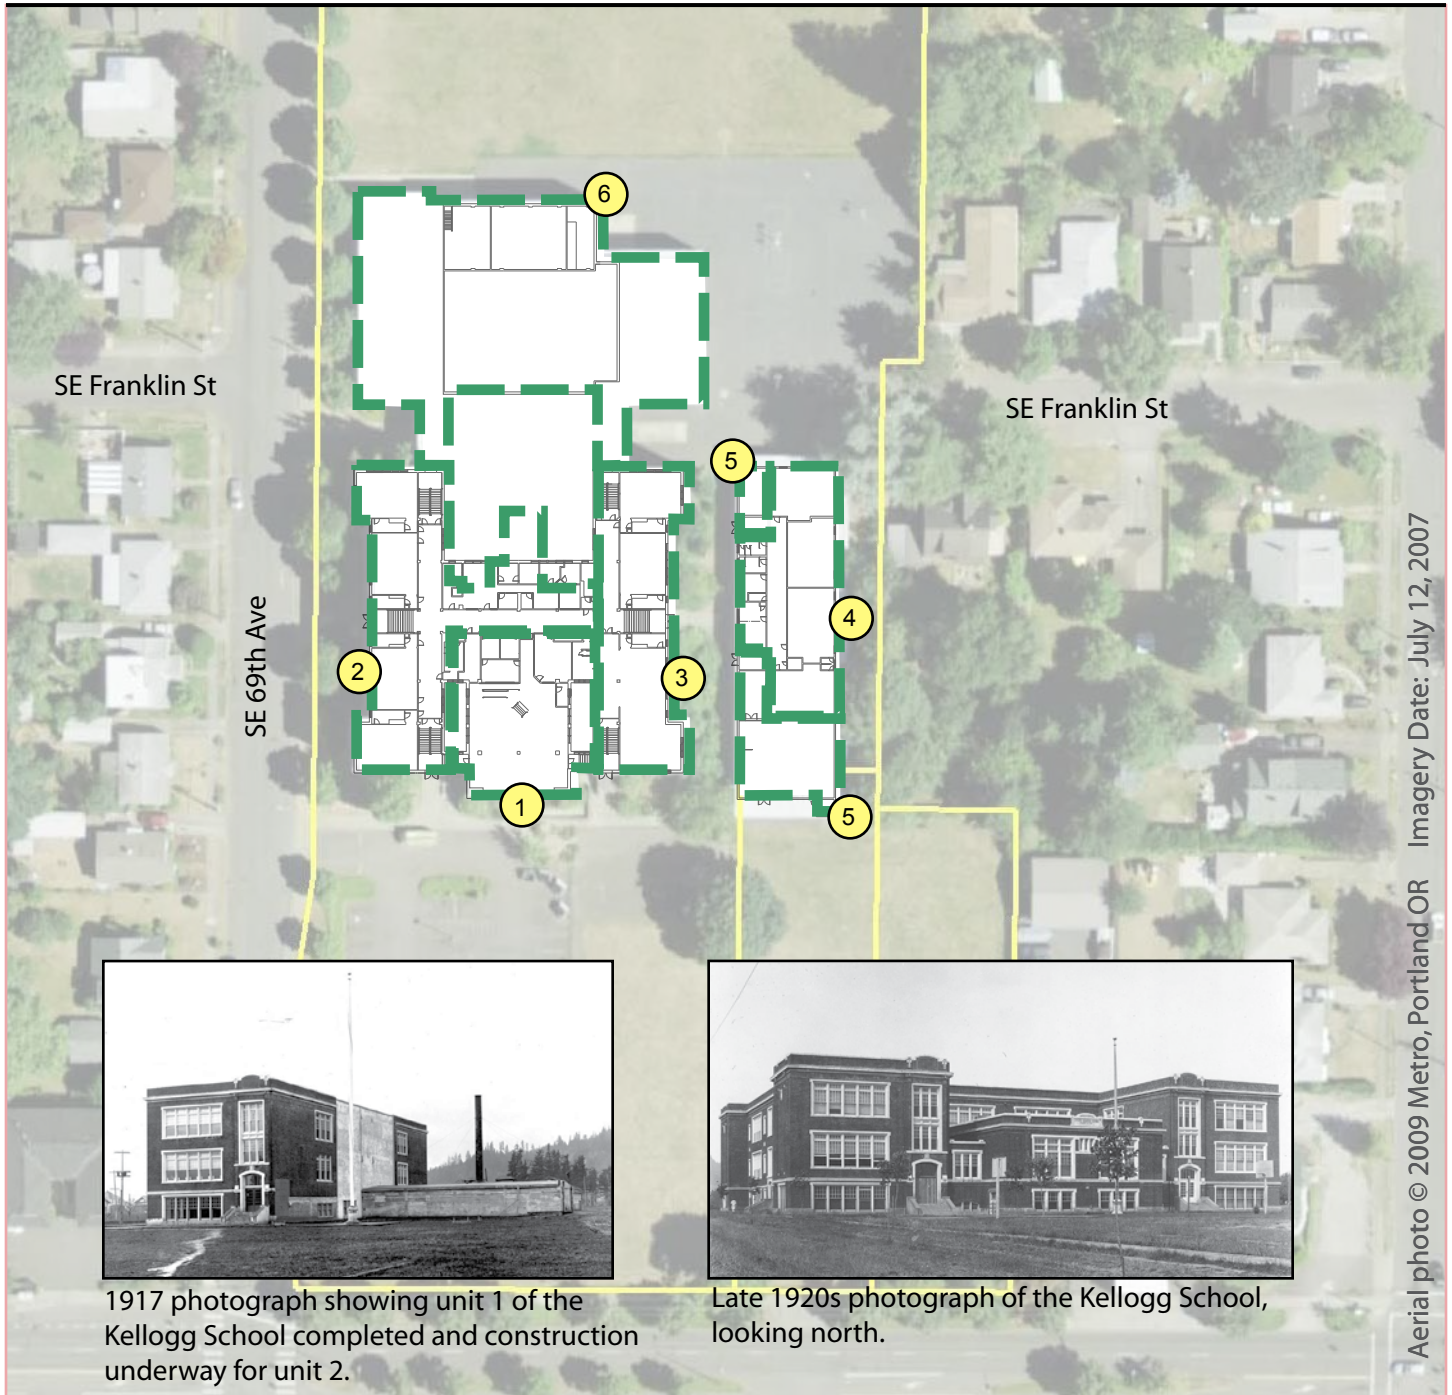 6
SE Franklin St
SE Franklin St
5
SE 69th Ave
4
2
3
1
5
Aerial photo © 2009 Metro, Portland OR Imagery Date: July 12, 2007
1917 photograph showing unit 1 of the
Kellogg School completed and construction
underway for unit 2.
Late 1920s photograph of the Kellogg School,
looking north.